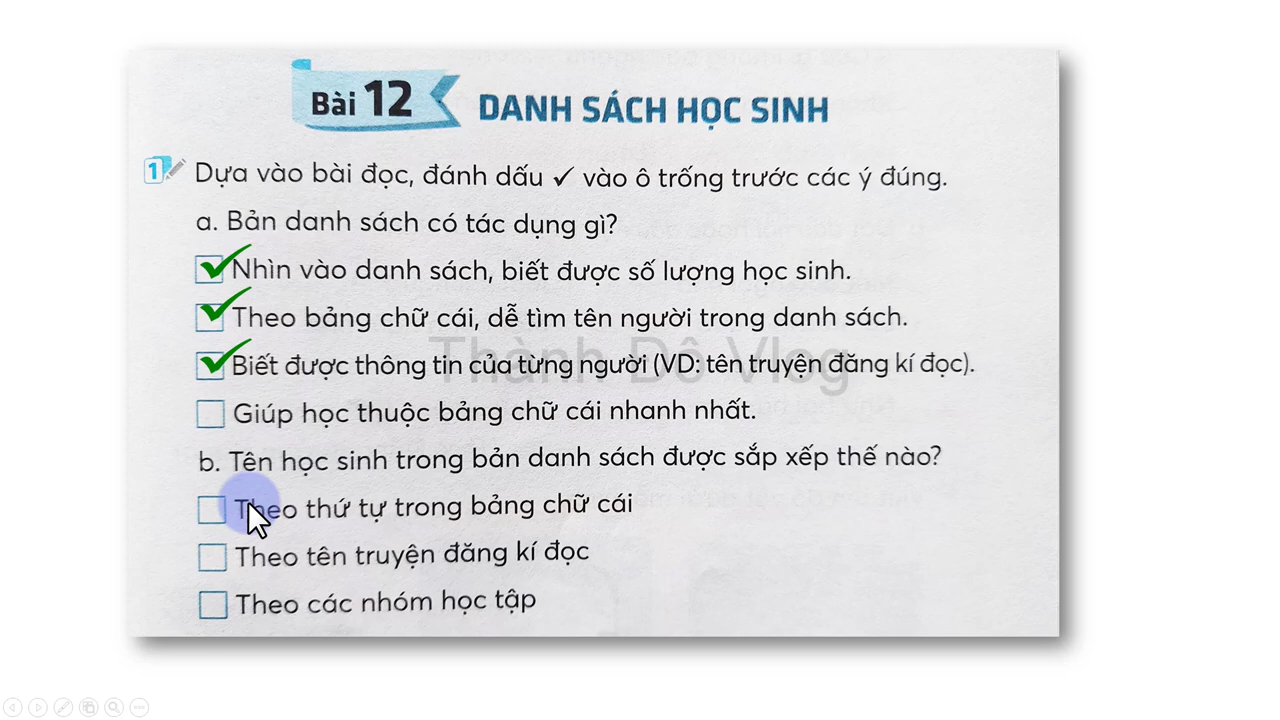 Bài 12 DANH SÁCH HỌC SINH
1 Dựa vào bài đọc, đánh dấu ✓ vào ô trống trước các ý đúng.
a. Bản danh sách có tác dụng gì?
Nhìn vào danh sách, biết được số lượng học sinh.
Theo bảng chữ cái, dễ tìm tên người trong danh sách.
Thành Đô Vlog
Biết được thông tin của từng người (VD: tên truyện đăng kí đọc).
Giúp học thuộc bảng chữ cái nhanh nhất.
b. Tên học sinh trong bản danh sách được sắp xếp thế nào?
Theo thứ tự trong bảng chữ cái
Theo tên truyện đăng kí đọc
Theo các nhóm học tập